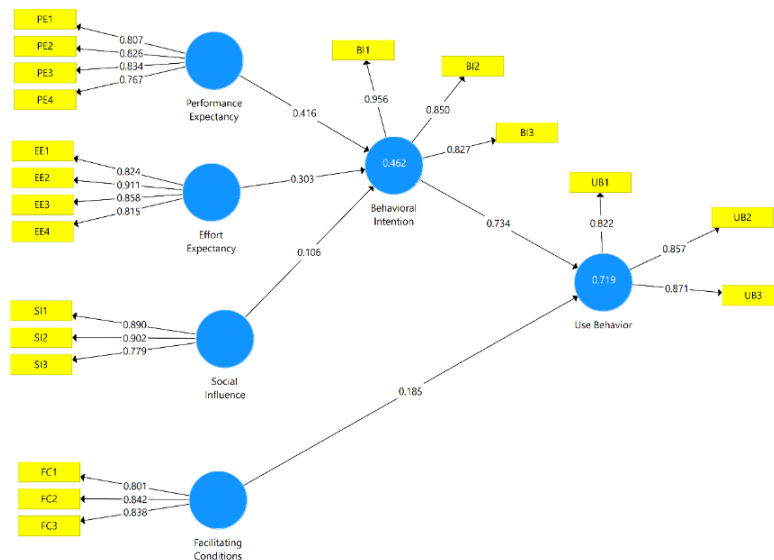 PE1
PE2
PE3
PE4
0.807
0.826
0.834
0.767
Performance
Expectancy
EE1
EE2
EE3
EE4
0.824
0.911
0.858
0.815
Effort
Expectancy
SI1
SI2
SI3
0.890
0.902
0.779
Social
Influence
FC1
FC2
FC3
0.801
0.842
0.838
Facilitating
Conditions
0.416
0.303
0.106
BI1
BI2
BI3
0.956
0.850
0.827
0.462
Behavioral
Intention
0.734
0.185
UB1
UB2
UB3
0.822
0.857
0.871
0.719
Use Behavior